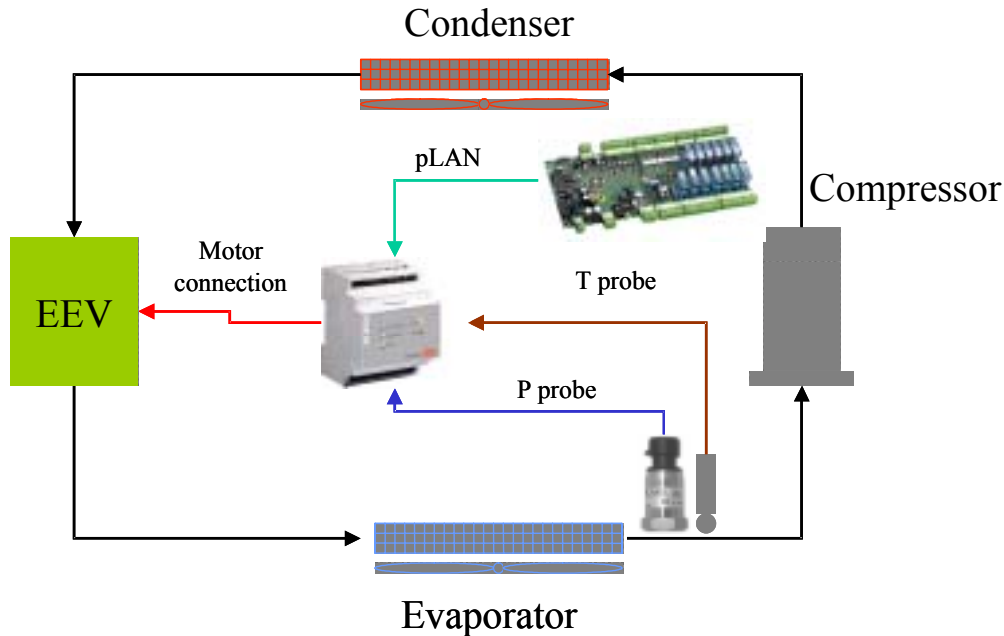 Condenser
pLAN
Compressor
Motor
connection
T probe
EEV
P probe
Evaporator